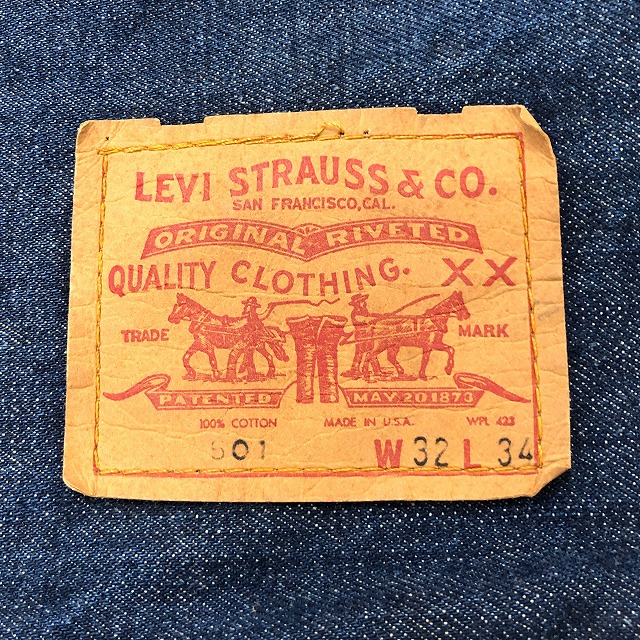 LEVI STRAUSS & CO.
SAN FRANCISCO, CAL.
ORIGINAL RIVETED
QUALITY CLOTHING. XX
TRADE MARK
PATENTED MAY 20 1873
100% COTTON MADE IN U.S.A. WPL 423
501 W 32 L 34